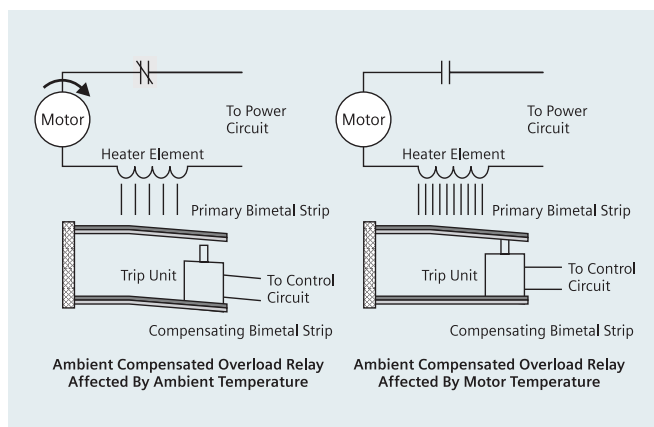 Motor
To Power
Circuit
Heater Element
Primary Bimetal Strip
Trip Unit
To Control
Circuit
Compensating Bimetal Strip
Ambient Compensated Overload Relay
Affected By Ambient Temperature
Motor
To Power
Circuit
Heater Element
Primary Bimetal Strip
Trip Unit
To Control
Circuit
Compensating Bimetal Strip
Ambient Compensated Overload Relay
Affected By Motor Temperature